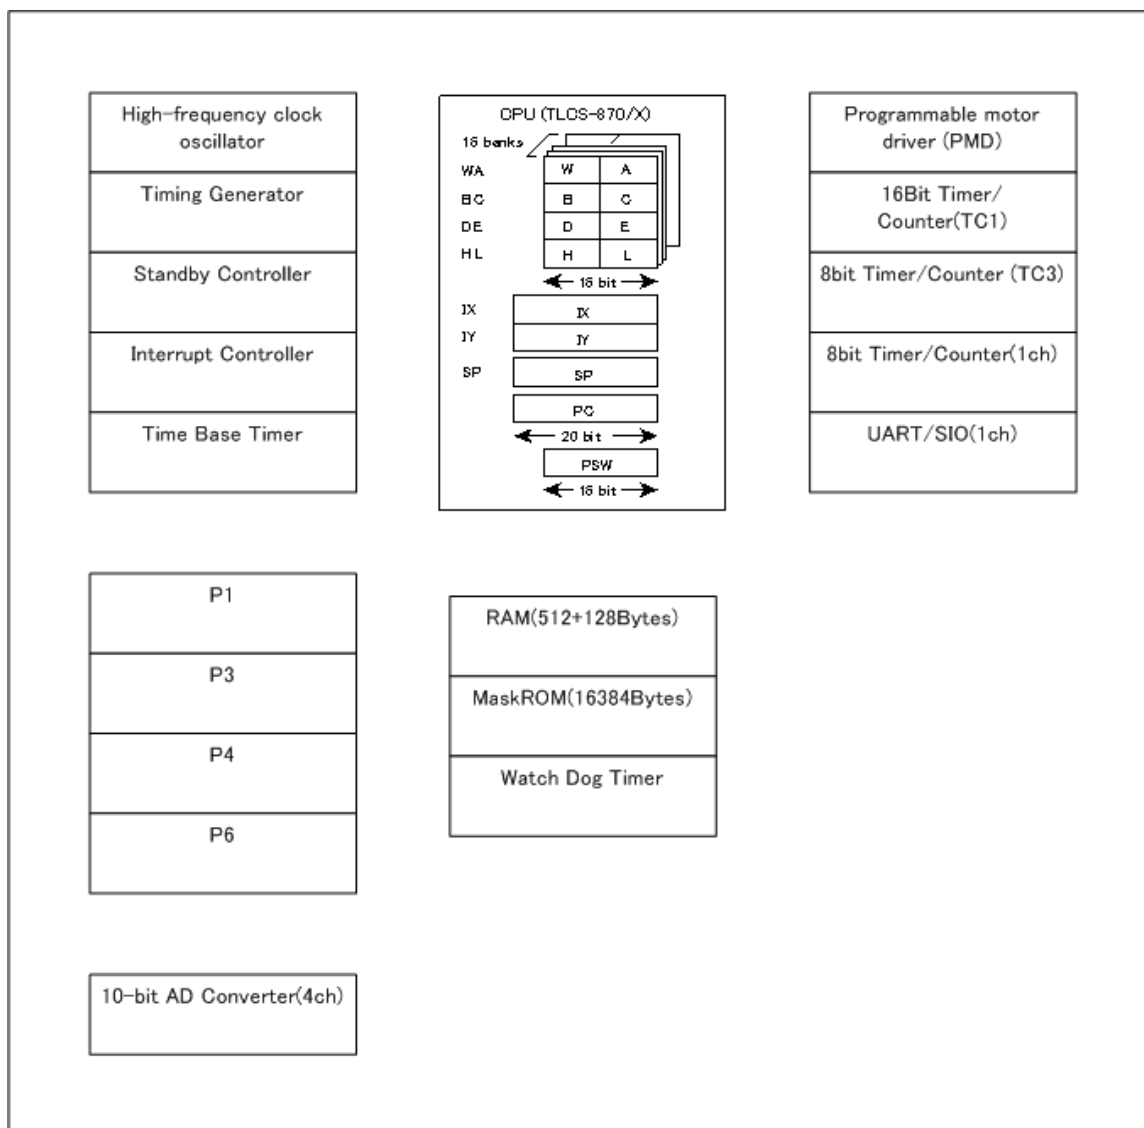 High-frequency clock
oscillator
Timing Generator
Standby Controller
Interrupt Controller
Time Base Timer
CPU (TLCS-870/X)
16 banks
WA
W A
BC
B C
DE
D E
HL
H L
16 bit
IX
IX
IY
IY
SP
SP
PC
20 bit
PSW
16 bit
Programmable motor
driver (PMD)
16Bit Timer/
Counter(TC1)
8bit Timer/Counter (TC3)
8bit Timer/Counter(1ch)
UART/SIO(1ch)
P1
P3
P4
P6
RAM(512+128Bytes)
MaskROM(16384Bytes)
Watch Dog Timer
10-bit AD Converter(4ch)